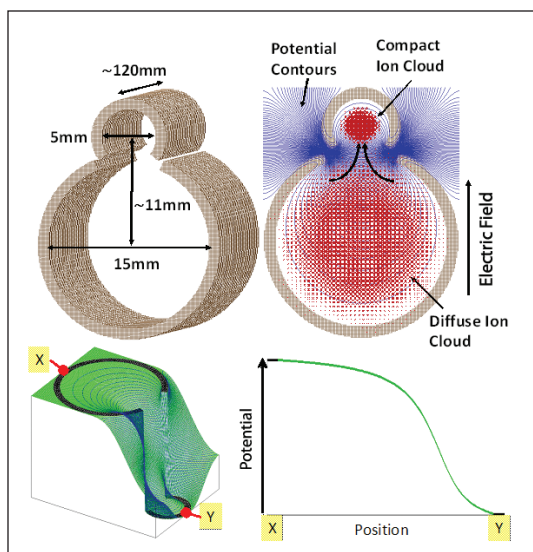 ~120mm
5mm
~11mm
15mm
Potential
Contours
Compact
Ion Cloud
Electric Field
Diffuse Ion
Cloud
X
Y
Potential
X
Position
Y